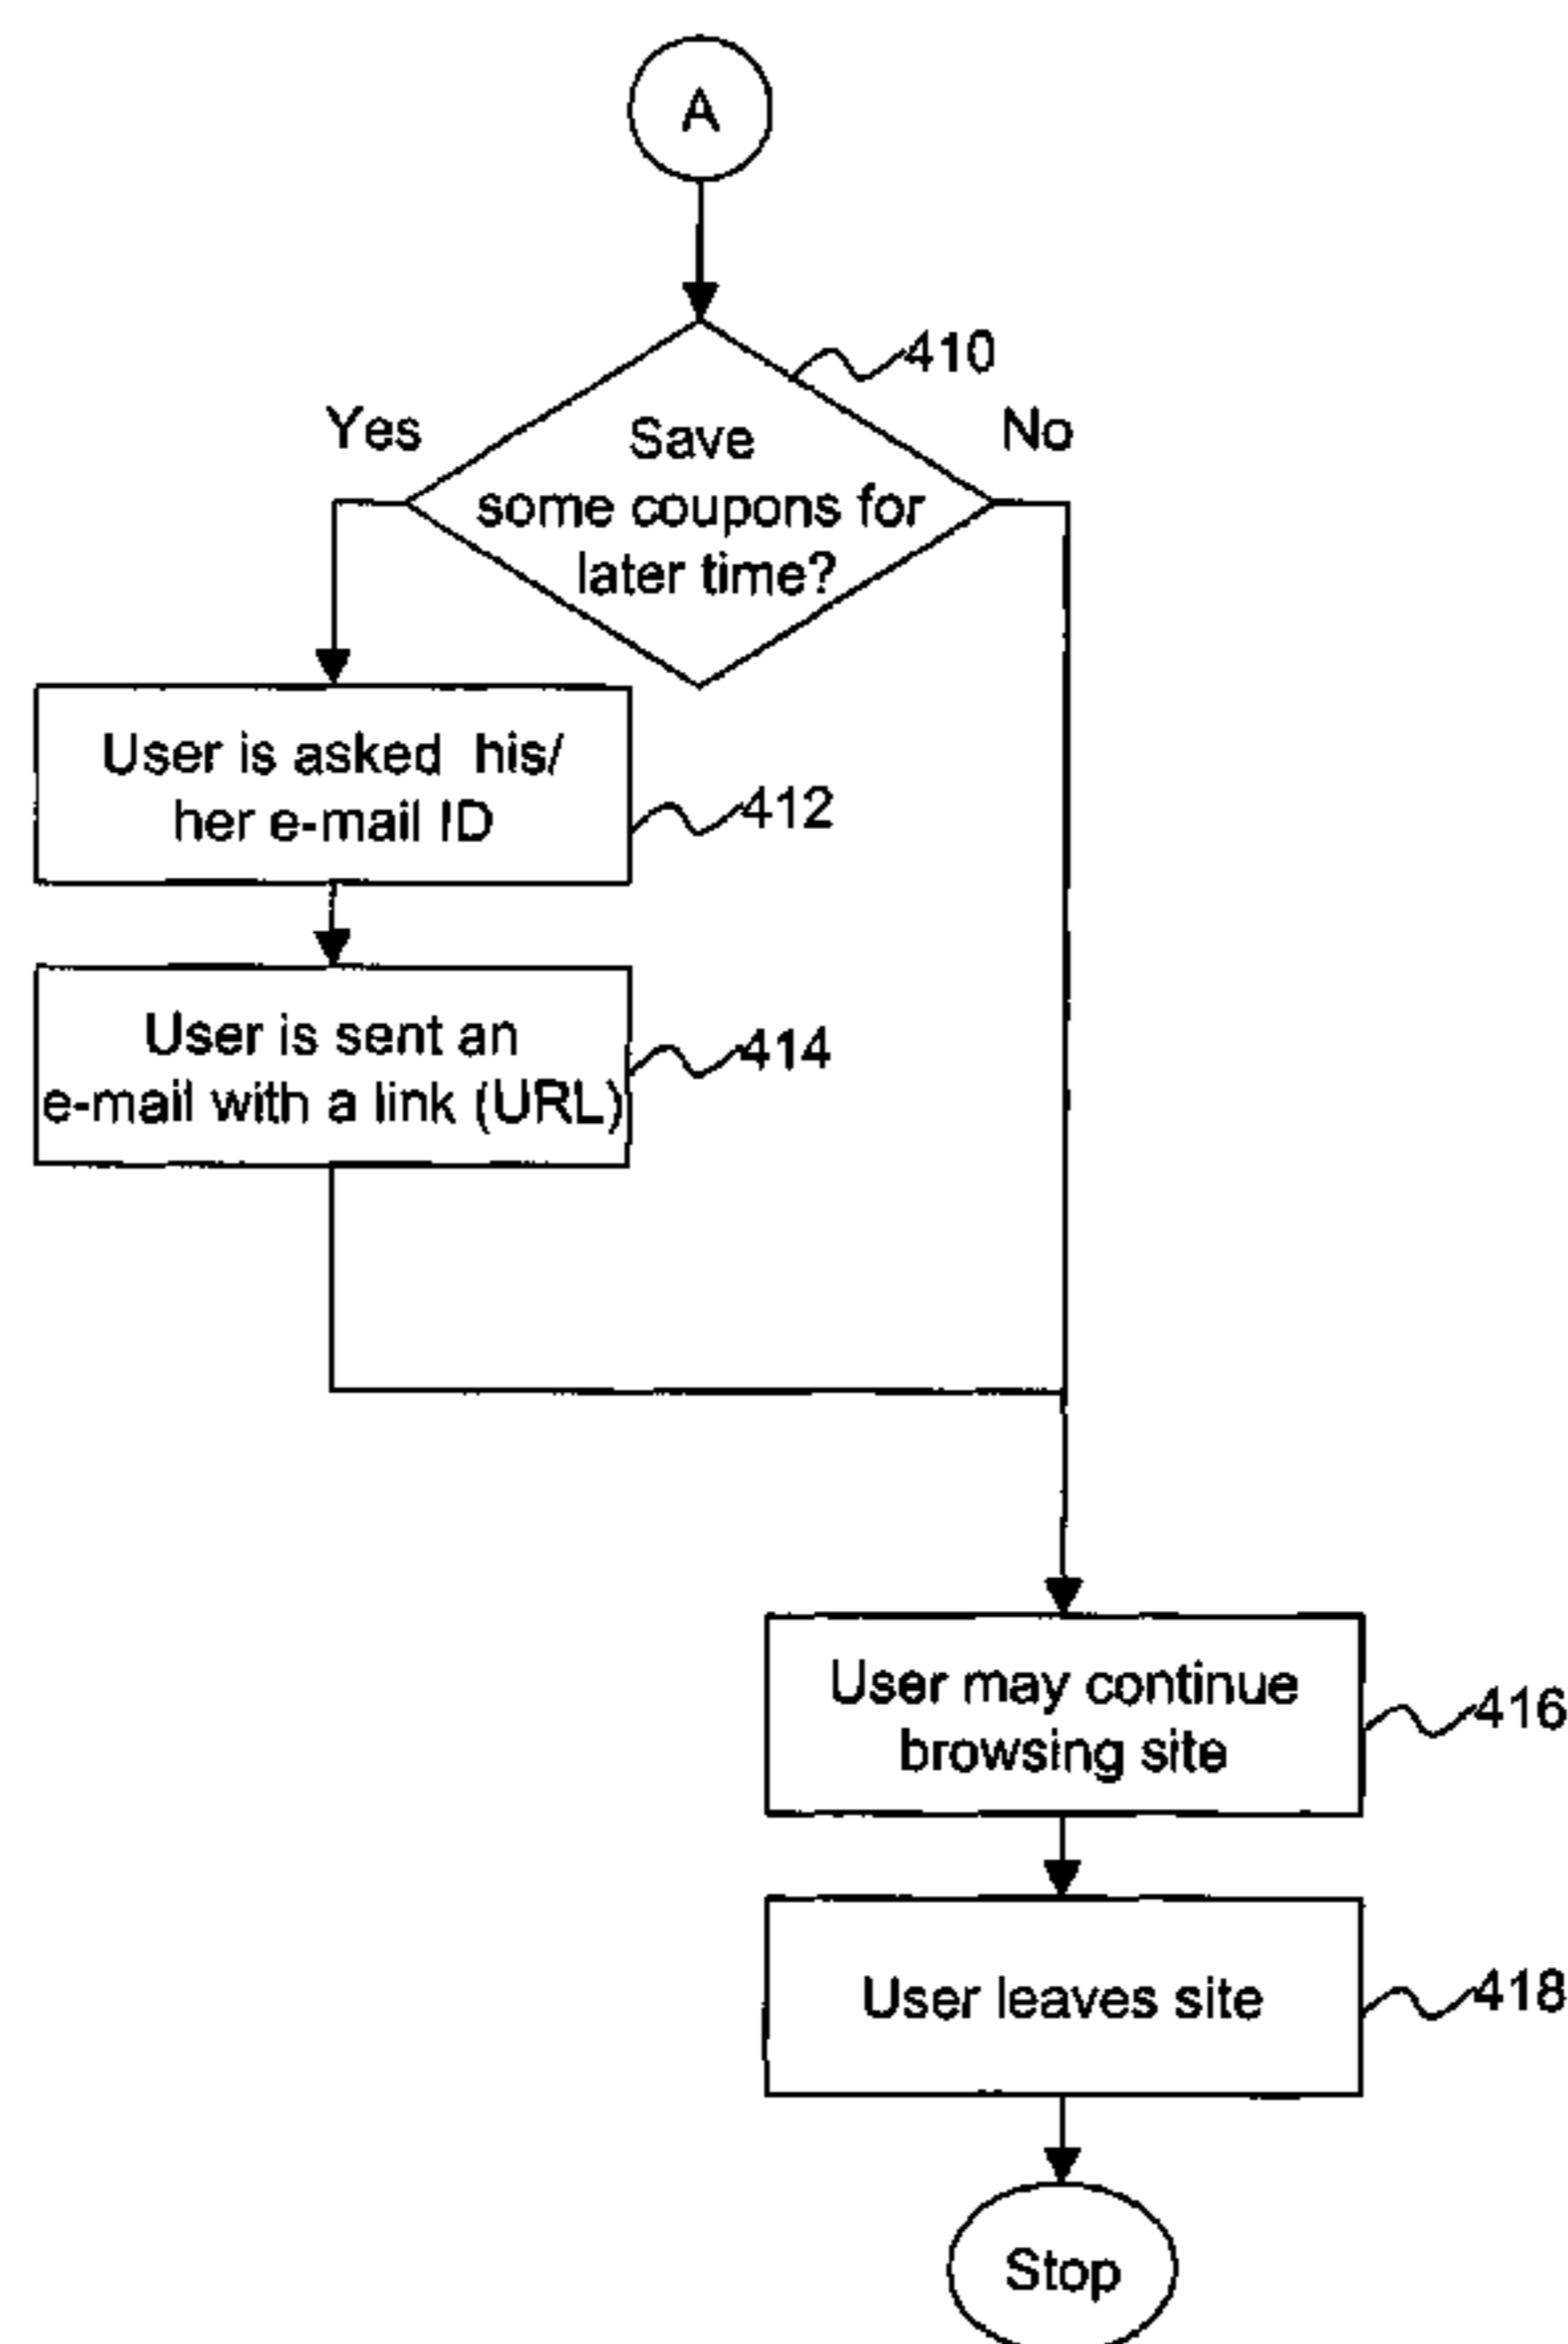 A
410
Yes
No
Save
some coupons for
later time?
User is asked his/
her e-mail ID
412
User is sent an
e-mail with a link (URL)
414
User may continue
browsing site
416
User leaves site
418
Stop